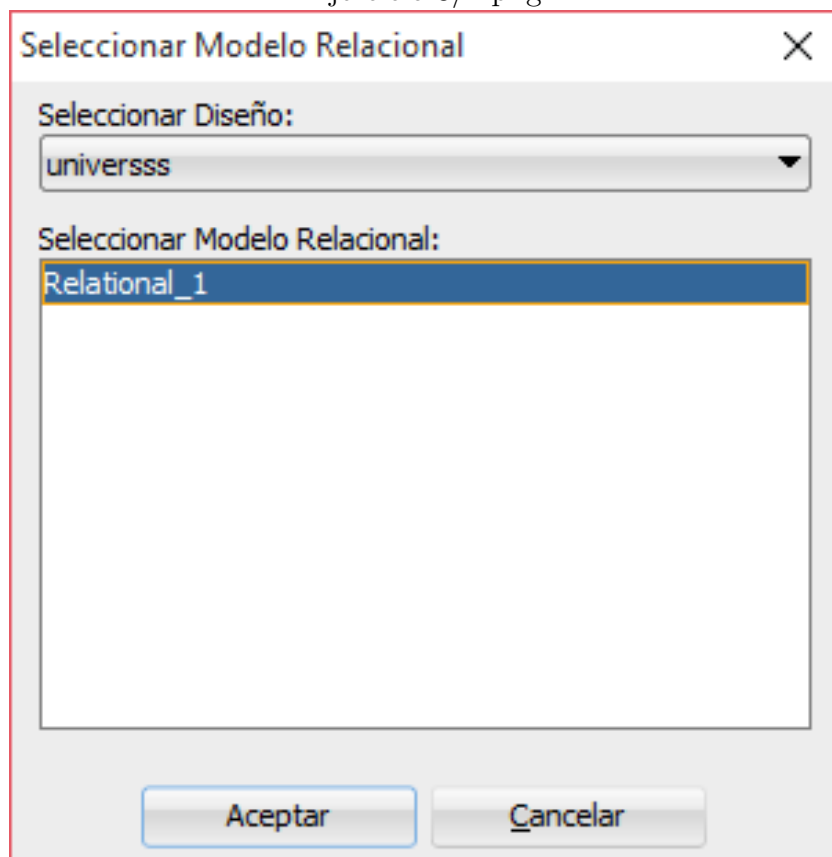 Seleccionar Modelo Relacional
Seleccionar Diseño:
universss
Seleccionar Modelo Relacional:
Relational_1
Aceptar Cancelar